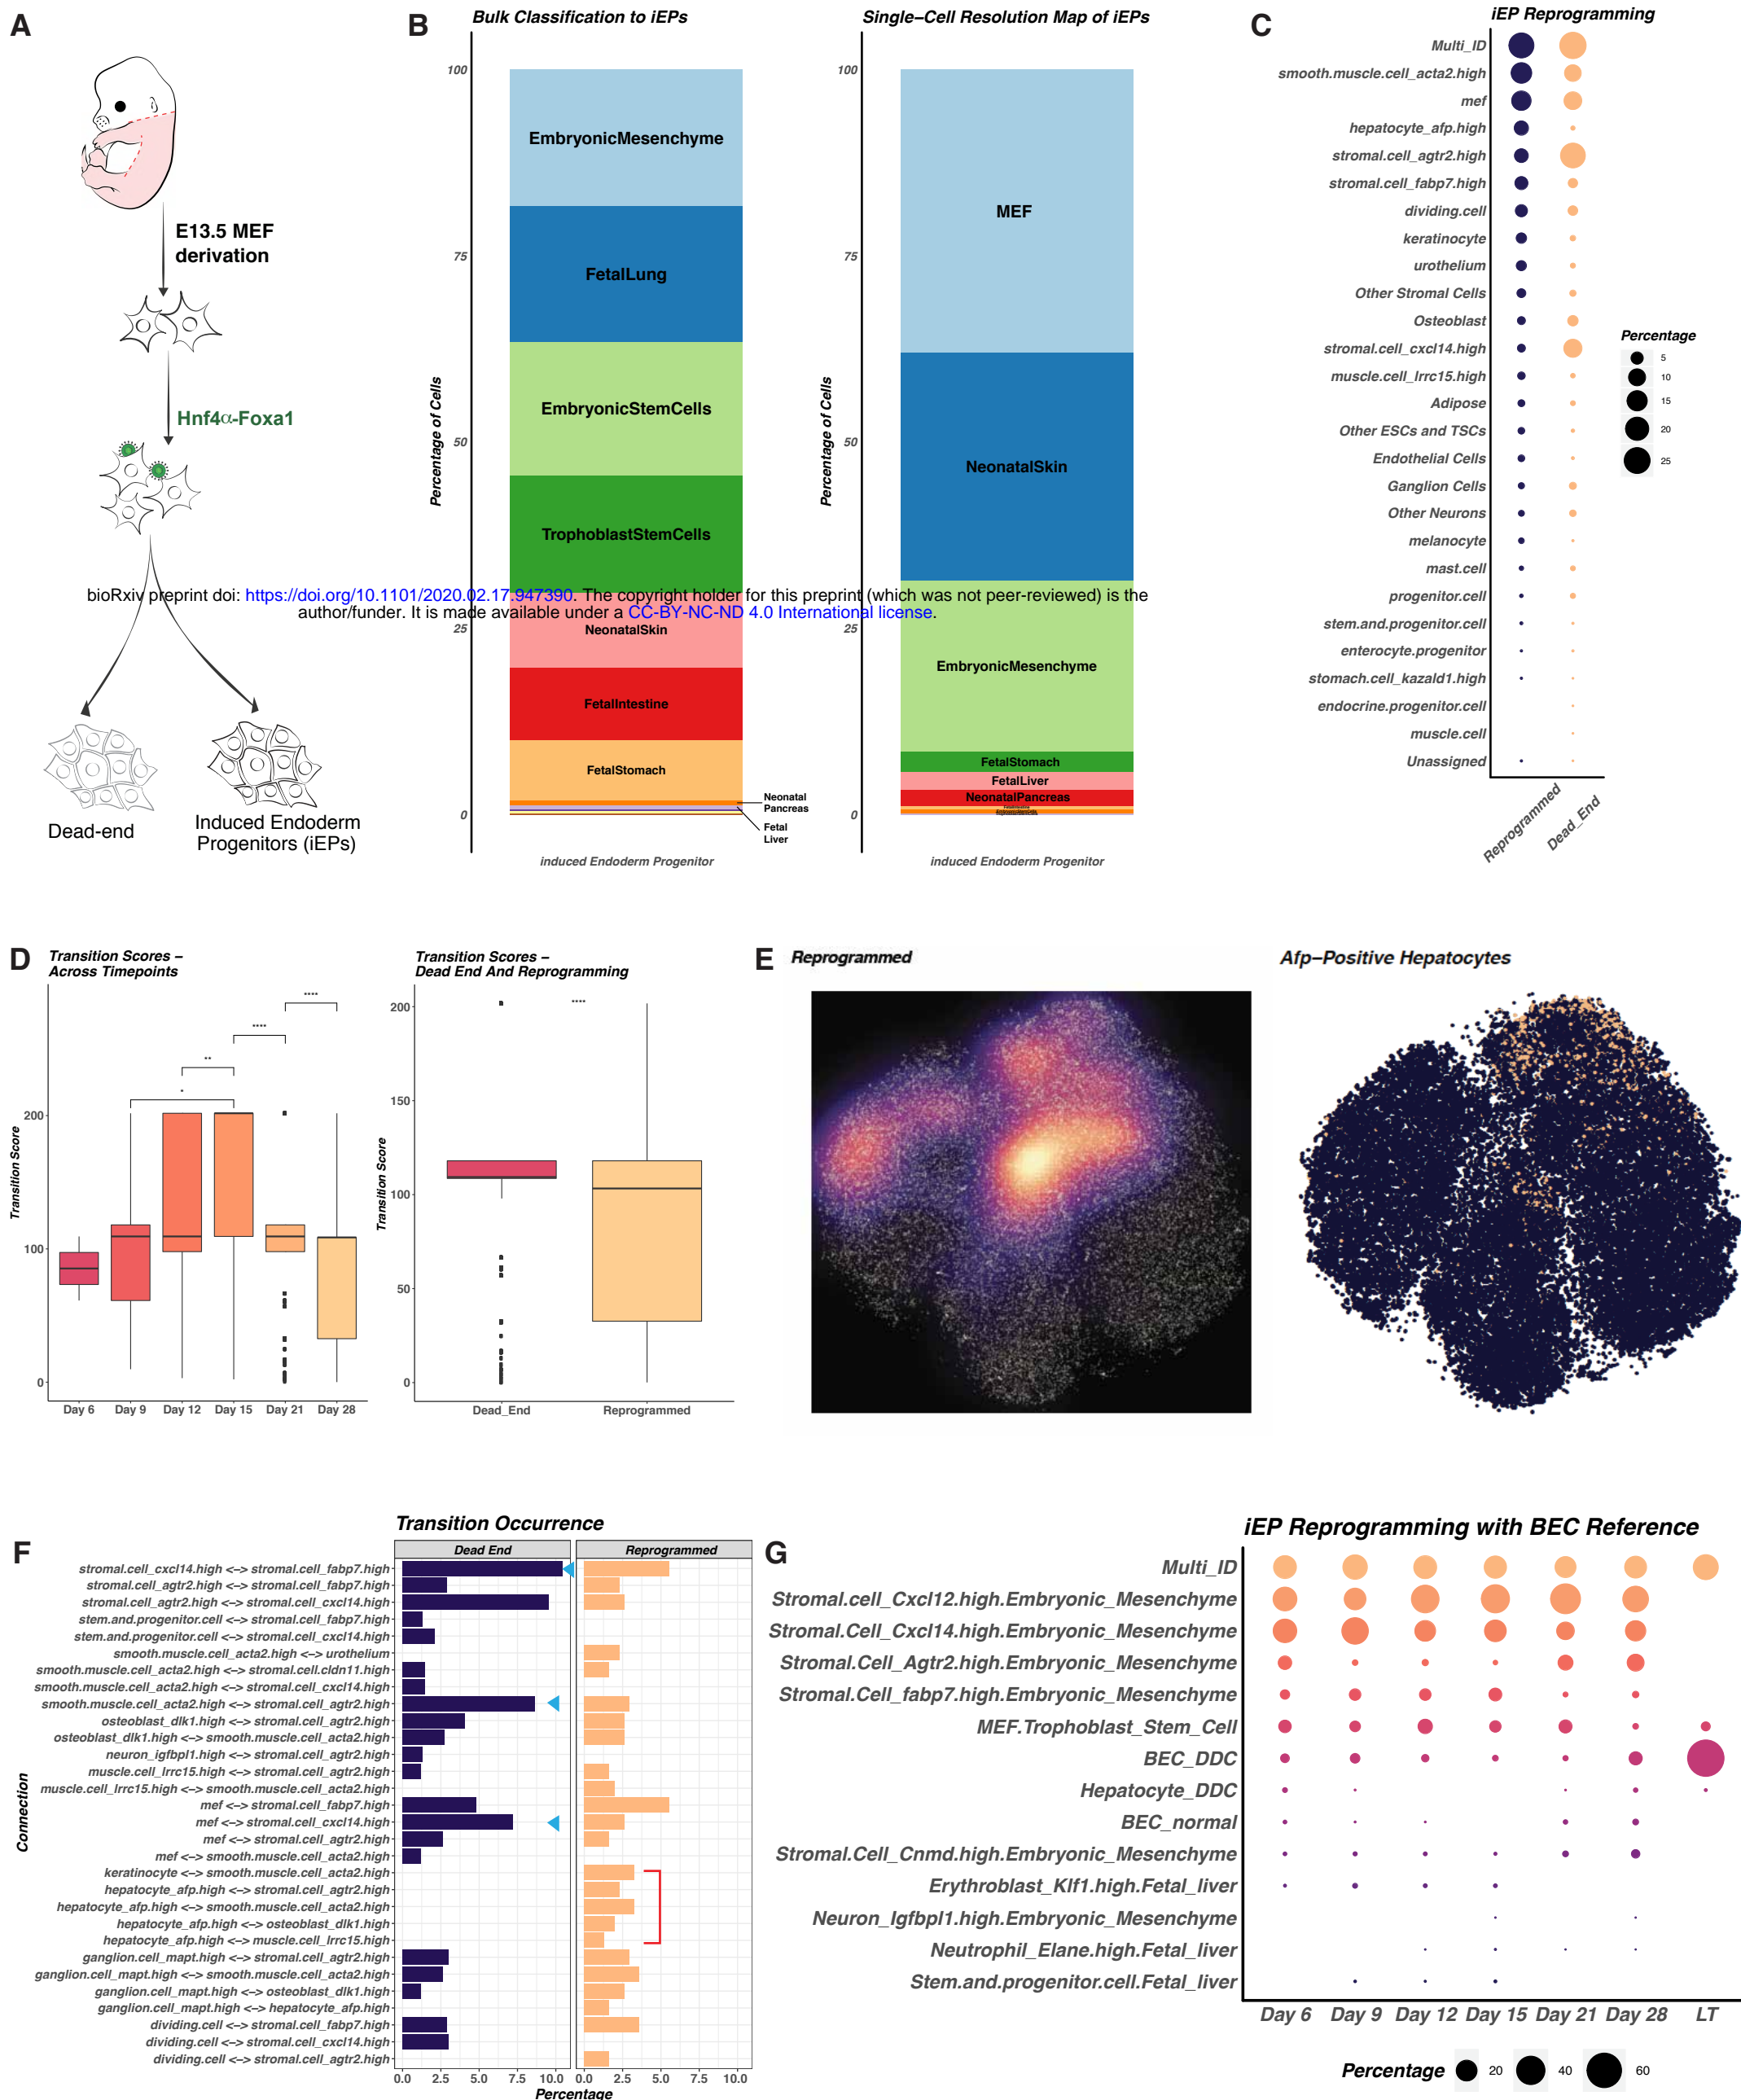 A
E13.5 MEF
derivation
Hnf4α-Foxa1
Dead-end
Induced Endoderm
Progenitors (iEPs)
B
Bulk Classification to iEPs
Percentage of Cells
100
75
50
25
0
EmbryonicMesenchyme
FetalLung
EmbryonicStemCells
TrophoblastStemCells
NeonatalSkin
FetalIntestine
FetalStomach
Neonatal
Pancreas
Fetal
Liver
induced Endoderm Progenitor
Single–Cell Resolution Map of iEPs
Percentage of Cells
100
75
50
25
0
MEF
NeonatalSkin
EmbryonicMesenchyme
FetalStomach
FetalLiver
NeonatalPancreas
induced Endoderm Progenitor
bioRxiv preprint doi: https://doi.org/10.1101/2020.02.17.947390. The copyright holder for this preprint (which was not peer-reviewed) is the
author/funder. It is made available under a CC-BY-NC-ND 4.0 International license.
C
iEP Reprogramming
Multi_ID
smooth.muscle.cell_acta2.high
mef
hepatocyte_afp.high
stromal.cell_agtr2.high
stromal.cell_fabp7.high
dividing.cell
keratinocyte
urothelium
Other Stromal Cells
Osteoblast
stromal.cell_cxcl14.high
muscle.cell_lrrc15.high
Adipose
Other ESCs and TSCs
Endothelial Cells
Ganglion Cells
Other Neurons
melanocyte
mast.cell
progenitor.cell
stem.and.progenitor.cell
enterocyte.progenitor
stomach.cell_kazald1.high
endocrine.progenitor.cell
muscle.cell
Unassigned
Reprogrammed
Dead_End
Percentage
5
10
15
20
25
D
Transition Scores –
Across Timepoints
Transition Score
200
100
0
*
**
****
****
Day 6 Day 9 Day 12 Day 15 Day 21 Day 28
Transition Scores –
Dead End And Reprogramming
Transition Score
200
150
100
50
0
****
Dead_End Reprogrammed
E
Reprogrammed
Afp–Positive Hepatocytes
F
Transition Occurrence
Dead End
Reprogrammed
Connection
stromal.cell_cxcl14.high <–> stromal.cell_fabp7.high
stromal.cell_agtr2.high <–> stromal.cell_fabp7.high
stromal.cell_agtr2.high <–> stromal.cell_cxcl14.high
stem.and.progenitor.cell <–> stromal.cell_fabp7.high
stem.and.progenitor.cell <–> stromal.cell_cxcl14.high
smooth.muscle.cell_acta2.high <–> urothelium
smooth.muscle.cell_acta2.high <–> stromal.cell.cldn11.high
smooth.muscle.cell_acta2.high <–> stromal.cell_cxcl14.high
smooth.muscle.cell_acta2.high <–> stromal.cell_agtr2.high
osteoblast_dlk1.high <–> stromal.cell_agtr2.high
osteoblast_dlk1.high <–> smooth.muscle.cell_acta2.high
neuron_igfbpl1.high <–> stromal.cell_agtr2.high
muscle.cell_lrrc15.high <–> stromal.cell_agtr2.high
muscle.cell_lrrc15.high <–> smooth.muscle.cell_acta2.high
mef <–> stromal.cell_fabp7.high
mef <–> stromal.cell_cxcl14.high
mef <–> stromal.cell_agtr2.high
mef <–> smooth.muscle.cell_acta2.high
keratinocyte <–> smooth.muscle.cell_acta2.high
hepatocyte_afp.high <–> stromal.cell_agtr2.high
hepatocyte_afp.high <–> smooth.muscle.cell_acta2.high
hepatocyte_afp.high <–> osteoblast_dlk1.high
hepatocyte_afp.high <–> muscle.cell_lrrc15.high
ganglion.cell_mapt.high <–> stromal.cell_agtr2.high
ganglion.cell_mapt.high <–> smooth.muscle.cell_acta2.high
ganglion.cell_mapt.high <–> osteoblast_dlk1.high
ganglion.cell_mapt.high <–> hepatocyte_afp.high
dividing.cell <–> stromal.cell_fabp7.high
dividing.cell <–> stromal.cell_cxcl14.high
dividing.cell <–> stromal.cell_agtr2.high
0.0 2.5 5.0 7.5 10.0 0.0 2.5 5.0 7.5 10.0
Percentage
G
iEP Reprogramming with BEC Reference
Multi_ID
Stromal.cell_Cxcl12.high.Embryonic_Mesenchyme
Stromal.Cell_Cxcl14.high.Embryonic_Mesenchyme
Stromal.Cell_Agtr2.high.Embryonic_Mesenchyme
Stromal.Cell_fabp7.high.Embryonic_Mesenchyme
MEF.Trophoblast_Stem_Cell
BEC_DDC
Hepatocyte_DDC
BEC_normal
Stromal.Cell_Cnmd.high.Embryonic_Mesenchyme
Erythroblast_Klf1.high.Fetal_liver
Neuron_Igfbpl1.high.Embryonic_Mesenchyme
Neutrophil_Elane.high.Fetal_liver
Stem.and.progenitor.cell.Fetal_liver
Day 6 Day 9 Day 12 Day 15 Day 21 Day 28 LT
Percentage 20 40 60